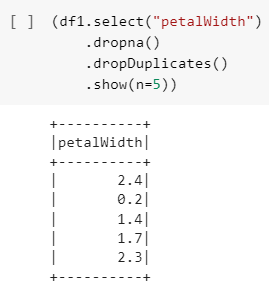 [ ] (df1.select("petalWidth")
.dropna()
.dropDuplicates()
.show(n=5))
+----------+
|petalWidth|
+----------+
|       2.4|
|       0.2|
|       1.4|
|       1.7|
|       2.3|
+----------+